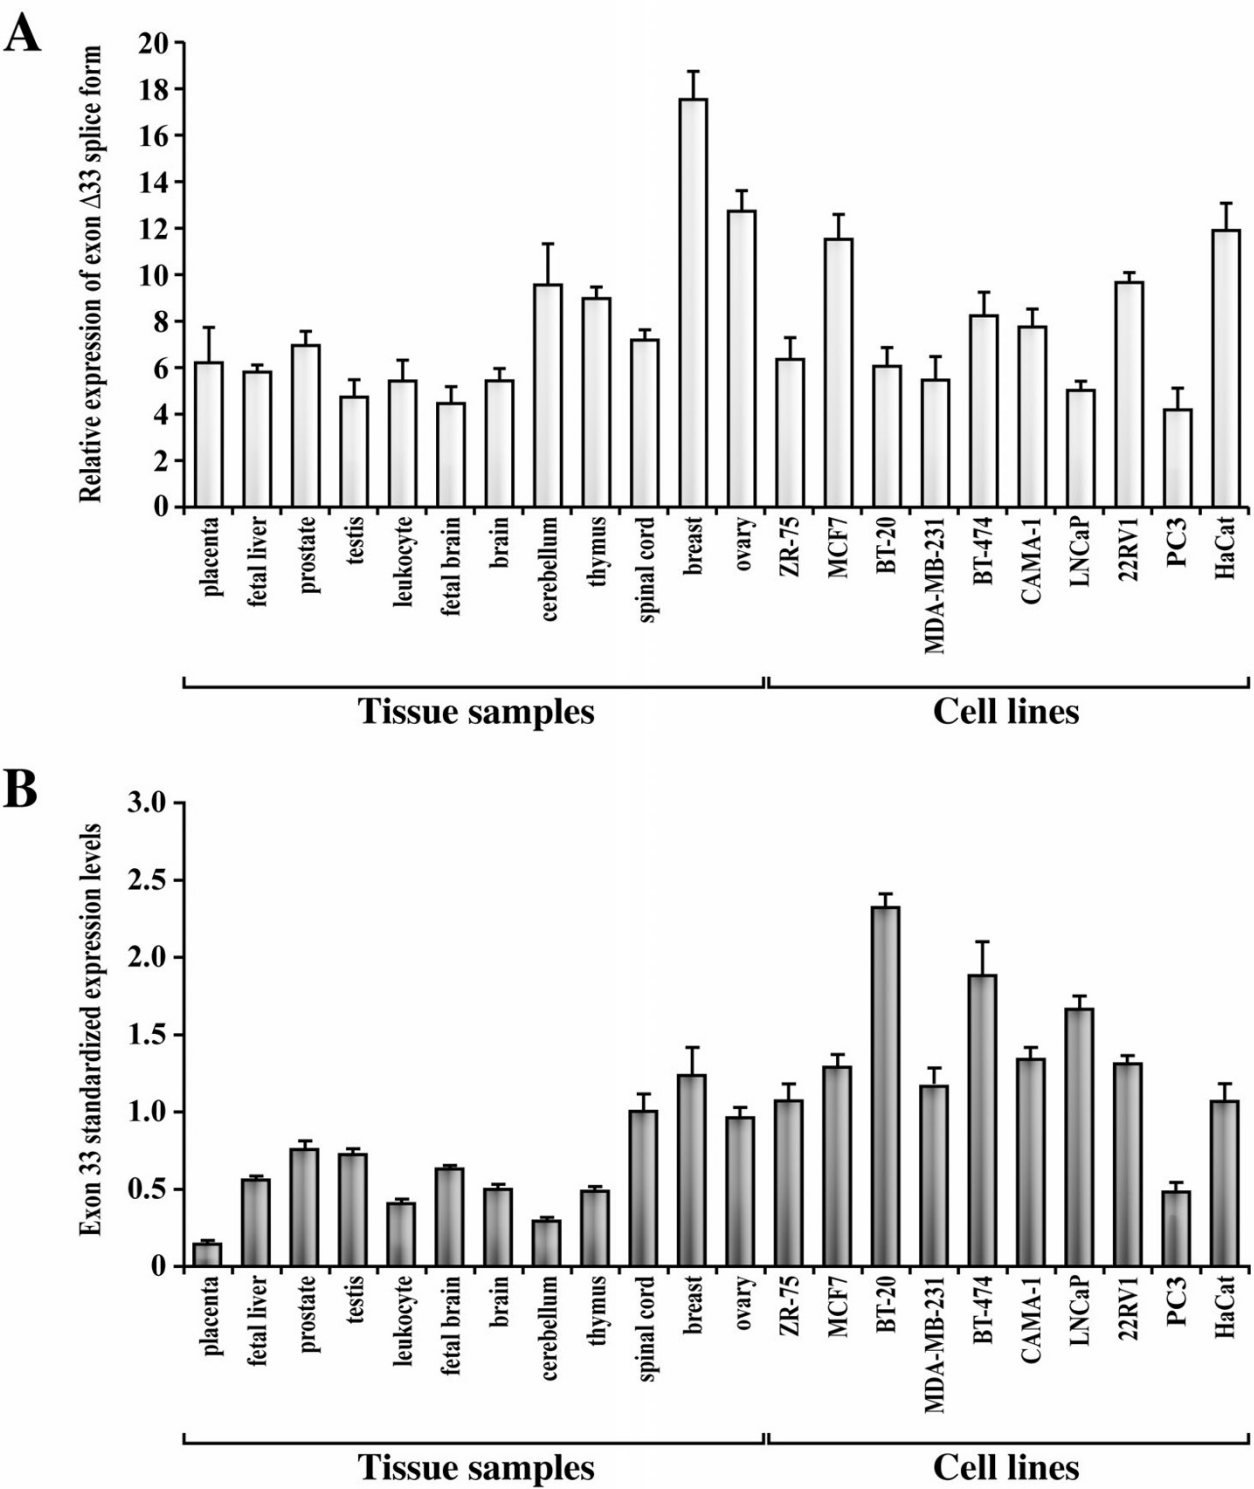 A
Relative expression of exon Δ33 splice form
20
18
16
14
12
10
8
6
4
2
0
placenta
fetal liver
prostate
testis
leukocyte
fetal brain
brain
cerebellum
thymus
spinal cord
breast
ovary
ZR-75
MCF7
BT-20
MDA-MB-231
BT-474
CAMA-1
LNCaP
22RV1
PC3
HaCat
Tissue samples
Cell lines
B
Exon 33 standardized expression levels
3.0
2.5
2.0
1.5
1.0
0.5
0
placenta
fetal liver
prostate
testis
leukocyte
fetal brain
brain
cerebellum
thymus
spinal cord
breast
ovary
ZR-75
MCF7
BT-20
MDA-MB-231
BT-474
CAMA-1
LNCaP
22RV1
PC3
HaCat
Tissue samples
Cell lines